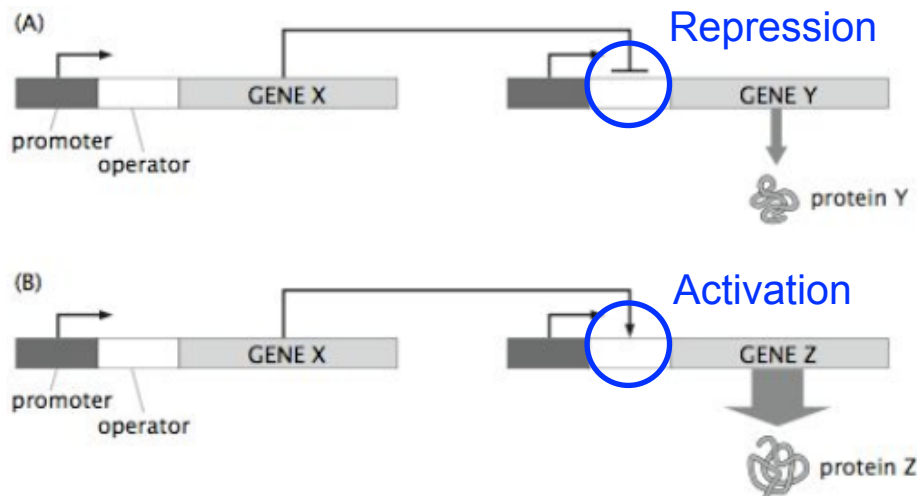 (A)
Repression
GENE X
GENE Y
promoter
operator
protein Y
(B)
Activation
GENE X
GENE Z
promoter
operator
protein Z